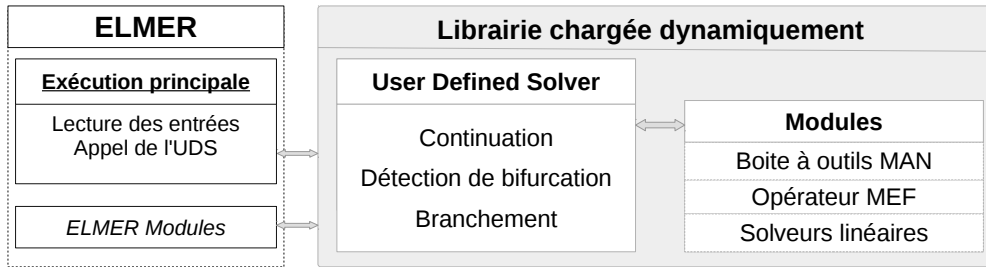 ELMER
Exécution principale
Lecture des entrées
Appel de l'UDS
ELMER Modules
Librairie chargée dynamiquement
User Defined Solver
Continuation
Détection de bifurcation
Branchement
Modules
Boite à outils MAN
Opérateur MEF
Solveurs linéaires